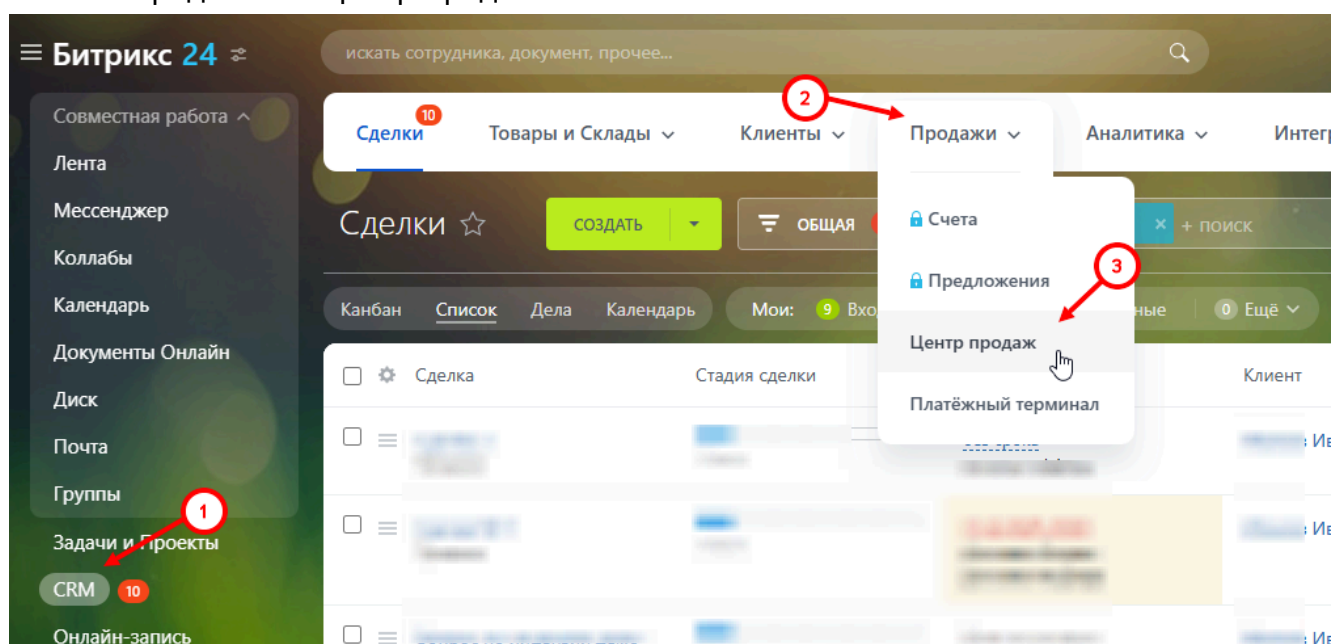 Битрикс 24
искать сотрудника, документ, прочее...
Совместная работа
Лента
Мессенджер
Коллабы
Календарь
Документы Онлайн
Диск
Почта
Группы
Задачи и Проекты
CRM 10
Онлайн-запись
1
2
3
Сделки 10 Товары и Склады Клиенты Продажи Аналитика
Сделки СОЗДАТЬ ОБЩАЯ + поиск
Счета
Предложения
Центр продаж
Платёжный терминал
Канбан Список Дела Календарь Мои: 9 0 Ещё
Сделка Стадия сделки Клиент